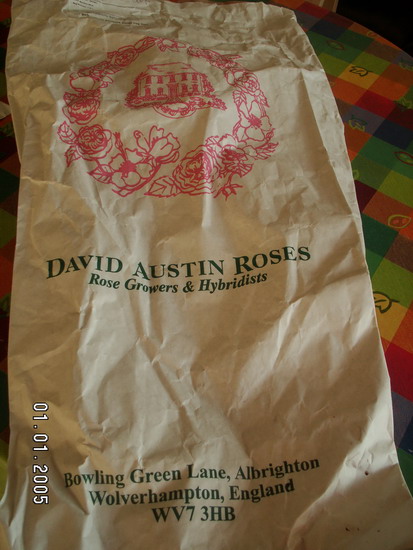 DAVID AUSTIN ROSES
Rose Growers & Hybridists
Bowling Green Lane, Albrighton
Wolverhampton, England
WV7 3HB
01.01.2005